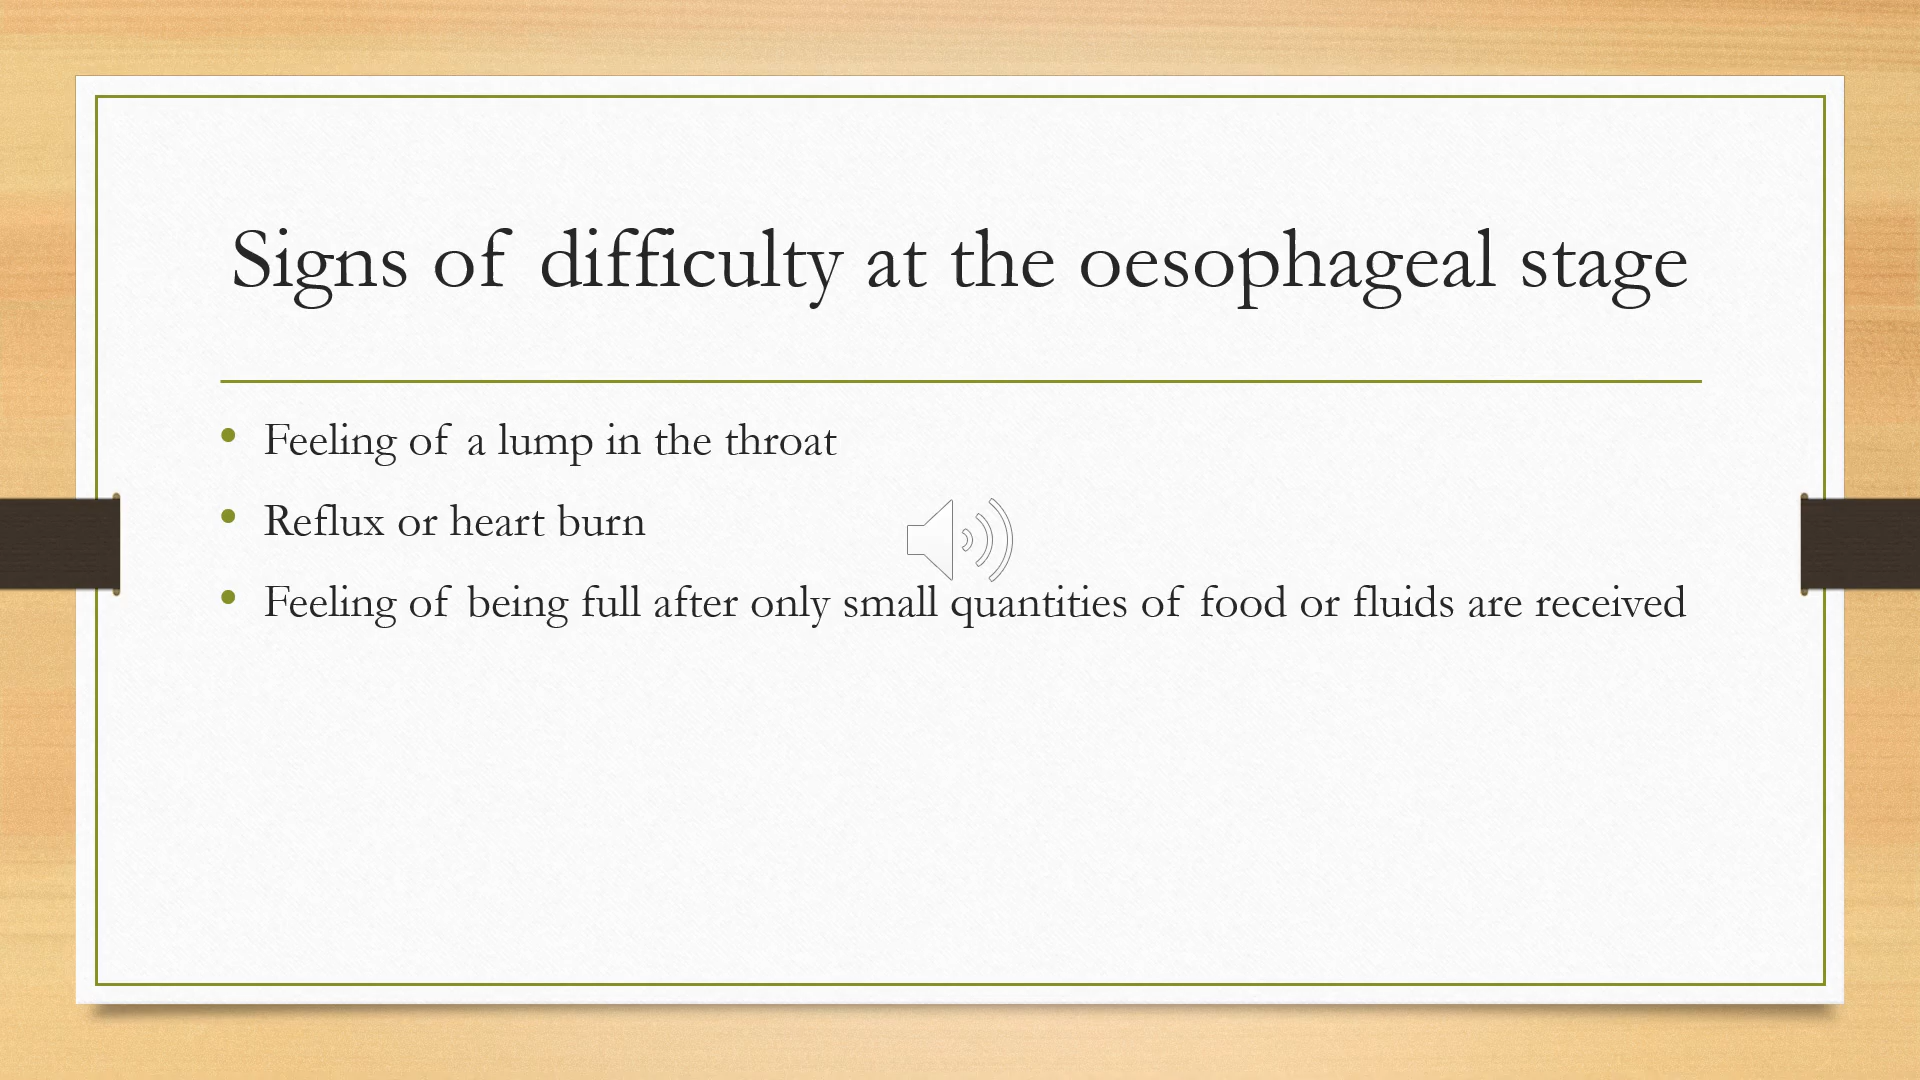 Signs of difficulty at the oesophageal stage
• Feeling of a lump in the throat
• Reflux or heart burn
• Feeling of being full after only small quantities of food or fluids are received